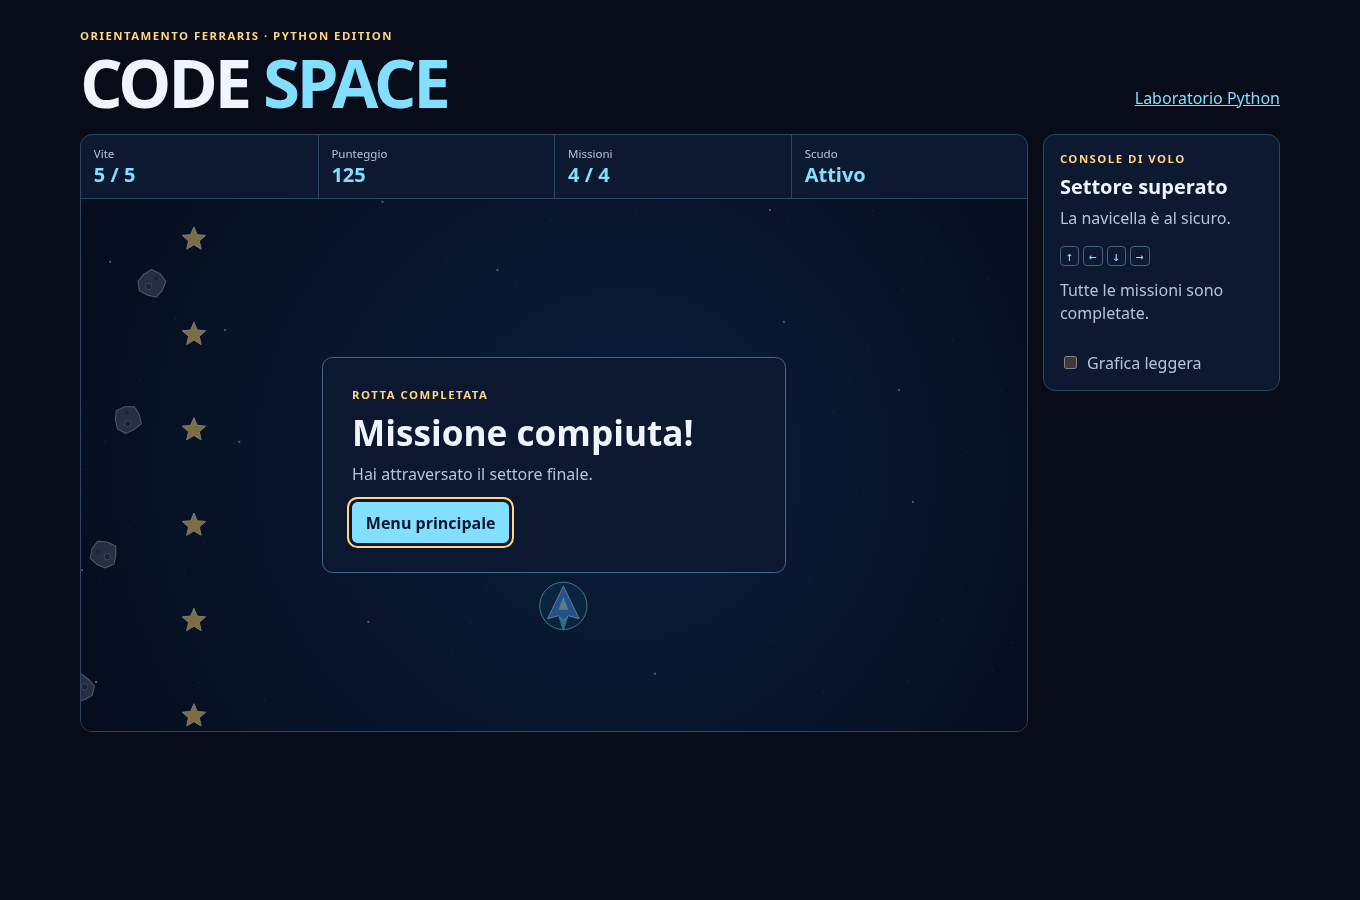 ORIENTAMENTO FERRARIS · PYTHON EDITION
CODE SPACE
Laboratorio Python
Vite
5 / 5
Punteggio
125
Missioni
4 / 4
Scudo
Attivo
ROTTA COMPLETATA
Missione compiuta!
Hai attraversato il settore finale.
Menu principale
CONSOLE DI VOLO
Settore superato
La navicella è al sicuro.
↑ ← ↓ →
Tutte le missioni sono
completate.
Grafica leggera